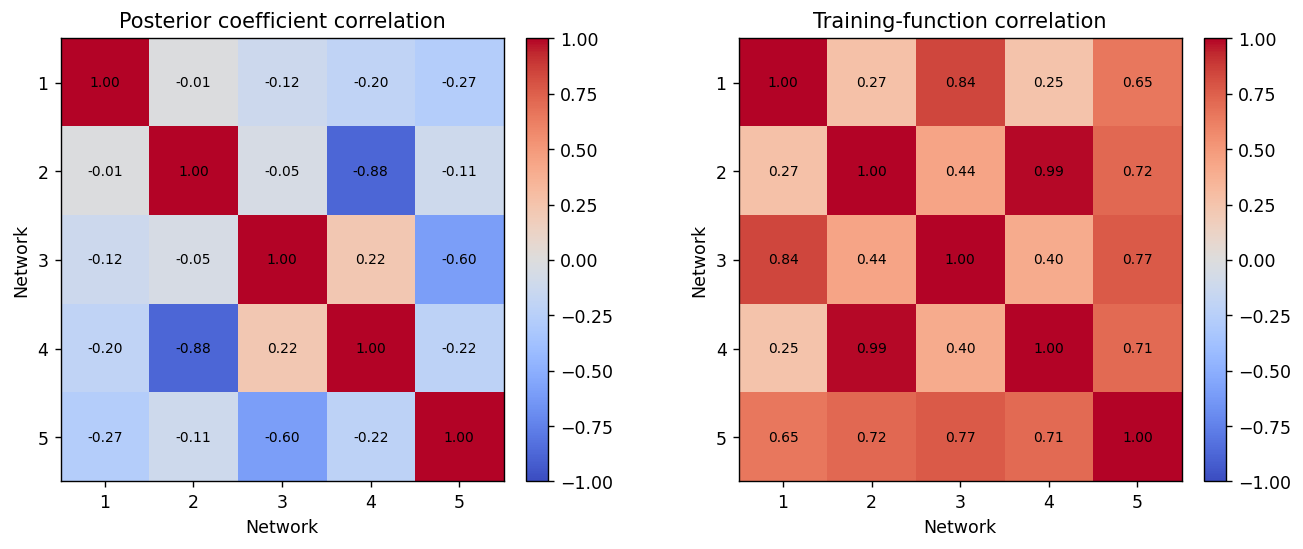 Posterior coefficient correlation
Training-function correlation
1 1.00 -0.01 -0.12 -0.20 -0.27
2 -0.01 1.00 -0.05 -0.88 -0.11
3 -0.12 -0.05 1.00 0.22 -0.60
4 -0.20 -0.88 0.22 1.00 -0.22
5 -0.27 -0.11 -0.60 -0.22 1.00
1 2 3 4 5
Network
Network
1.00
0.75
0.50
0.25
0.00
−0.25
−0.50
−0.75
−1.00
1 1.00 0.27 0.84 0.25 0.65
2 0.27 1.00 0.44 0.99 0.72
3 0.84 0.44 1.00 0.40 0.77
4 0.25 0.99 0.40 1.00 0.71
5 0.65 0.72 0.77 0.71 1.00
1 2 3 4 5
Network
Network
1.00
0.75
0.50
0.25
0.00
−0.25
−0.50
−0.75
−1.00